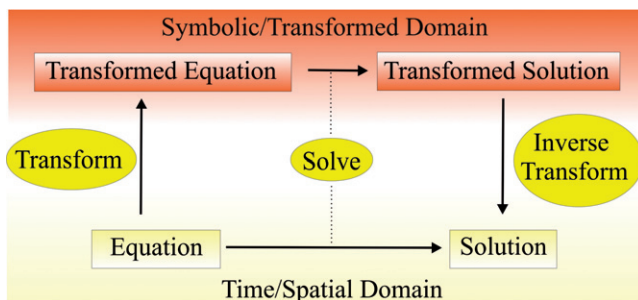 Symbolic/Transformed Domain
Transformed Equation
Transformed Solution
Transform
Solve
Inverse
Transform
Equation
Solution
Time/Spatial Domain